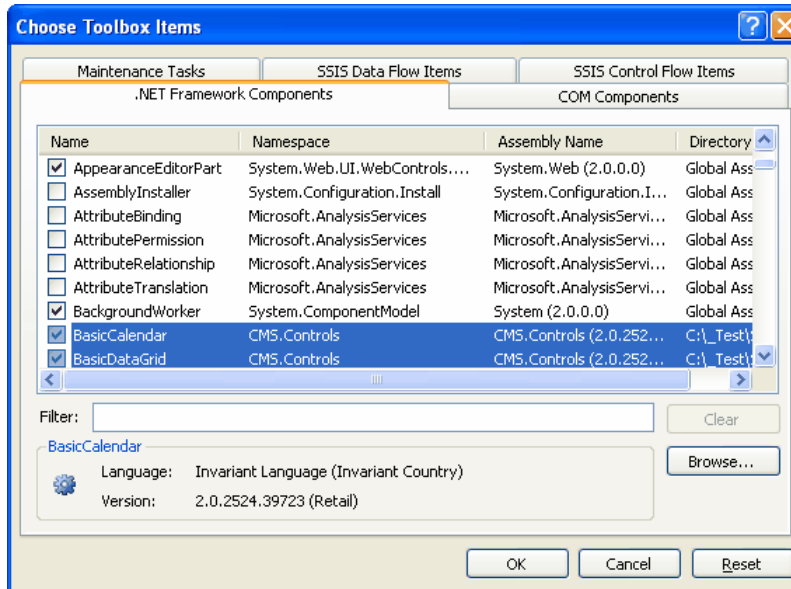 Choose Toolbox Items
Maintenance Tasks SSIS Data Flow Items SSIS Control Flow Items
.NET Framework Components COM Components
Name Namespace Assembly Name Directory
AppearanceEditorPart System.Web.UI.WebControls.... System.Web (2.0.0.0) Global Ass
AssemblyInstaller System.Configuration.Install System.Configuration.I... Global Ass
AttributeBinding Microsoft.AnalysisServices Microsoft.AnalysisServi... Global Ass
AttributePermission Microsoft.AnalysisServices Microsoft.AnalysisServi... Global Ass
AttributeRelationship Microsoft.AnalysisServices Microsoft.AnalysisServi... Global Ass
AttributeTranslation Microsoft.AnalysisServices Microsoft.AnalysisServi... Global Ass
BackgroundWorker System.ComponentModel System (2.0.0.0) Global Ass
BasicCalendar CMS.Controls CMS.Controls (2.0.252... C:\_Test\
BasicDataGrid CMS.Controls CMS.Controls (2.0.252... C:\_Test\
Filter: Clear
BasicCalendar
Browse...
Language: Invariant Language (Invariant Country)
Version: 2.0.2524.39723 (Retail)
OK Cancel Reset